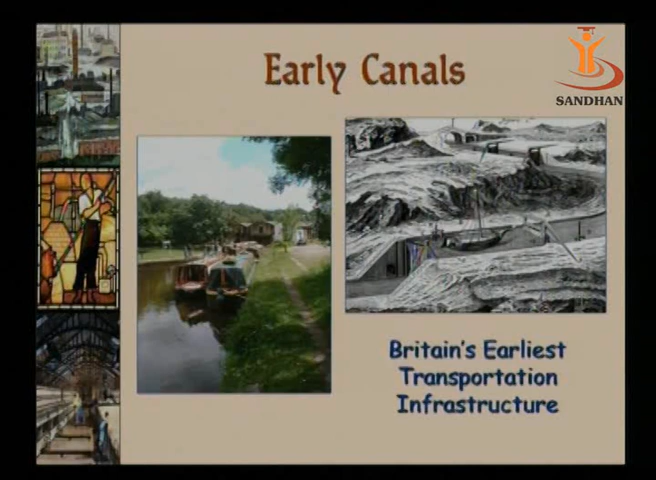 Early Canals
SANDHAN
Britain's Earliest
Transportation
Infrastructure